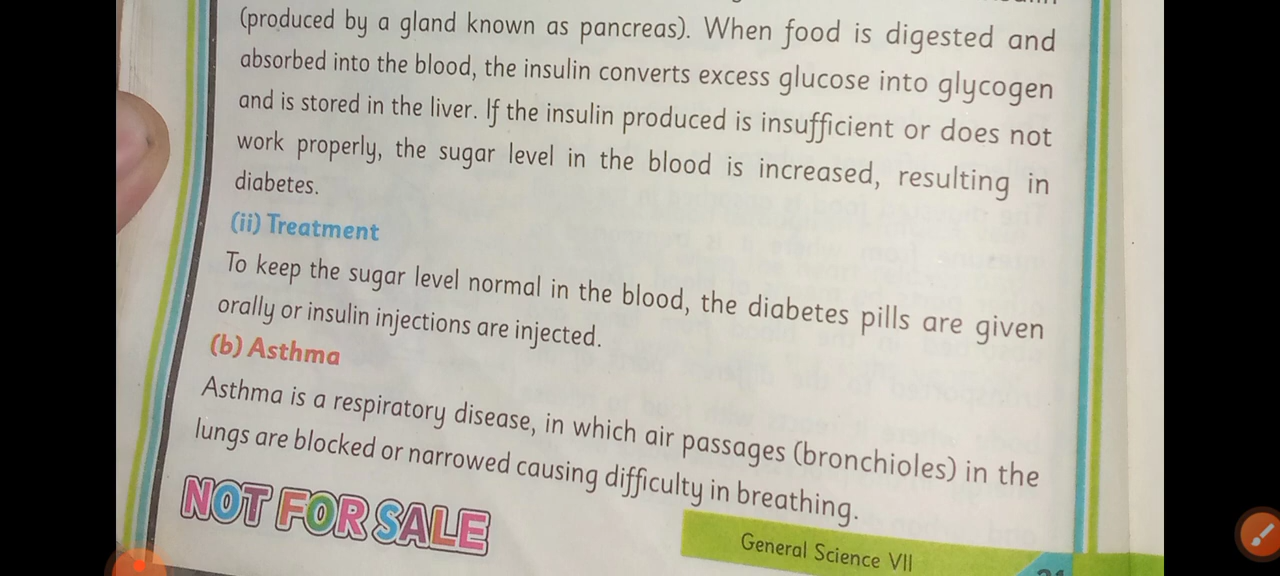 (produced by a gland known as pancreas). When food is digested and
absorbed into the blood, the insulin converts excess glucose into glycogen
and is stored in the liver. If the insulin produced is insufficient or does not
work properly, the sugar level in the blood is increased, resulting in
diabetes.
(ii) Treatment
To keep the sugar level normal in the blood, the diabetes pills are given
orally or insulin injections are injected.
(b) Asthma
Asthma is a respiratory disease, in which air passages (bronchioles) in the
lungs are blocked or narrowed causing difficulty in breathing.
NOT FOR SALE
General Science VII